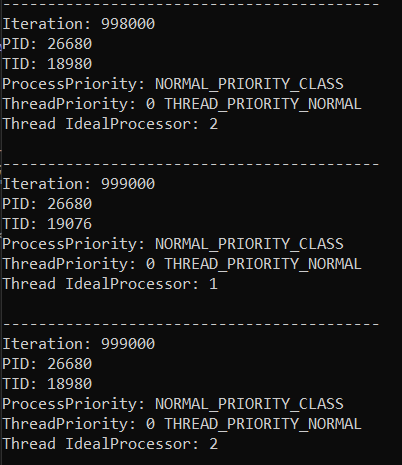 -----------------------------------------
Iteration: 998000
PID: 26680
TID: 18980
ProcessPriority: NORMAL_PRIORITY_CLASS
ThreadPriority: 0 THREAD_PRIORITY_NORMAL
Thread IdealProcessor: 2
-----------------------------------------
Iteration: 999000
PID: 26680
TID: 19076
ProcessPriority: NORMAL_PRIORITY_CLASS
ThreadPriority: 0 THREAD_PRIORITY_NORMAL
Thread IdealProcessor: 1
-----------------------------------------
Iteration: 999000
PID: 26680
TID: 18980
ProcessPriority: NORMAL_PRIORITY_CLASS
ThreadPriority: 0 THREAD_PRIORITY_NORMAL
Thread IdealProcessor: 2